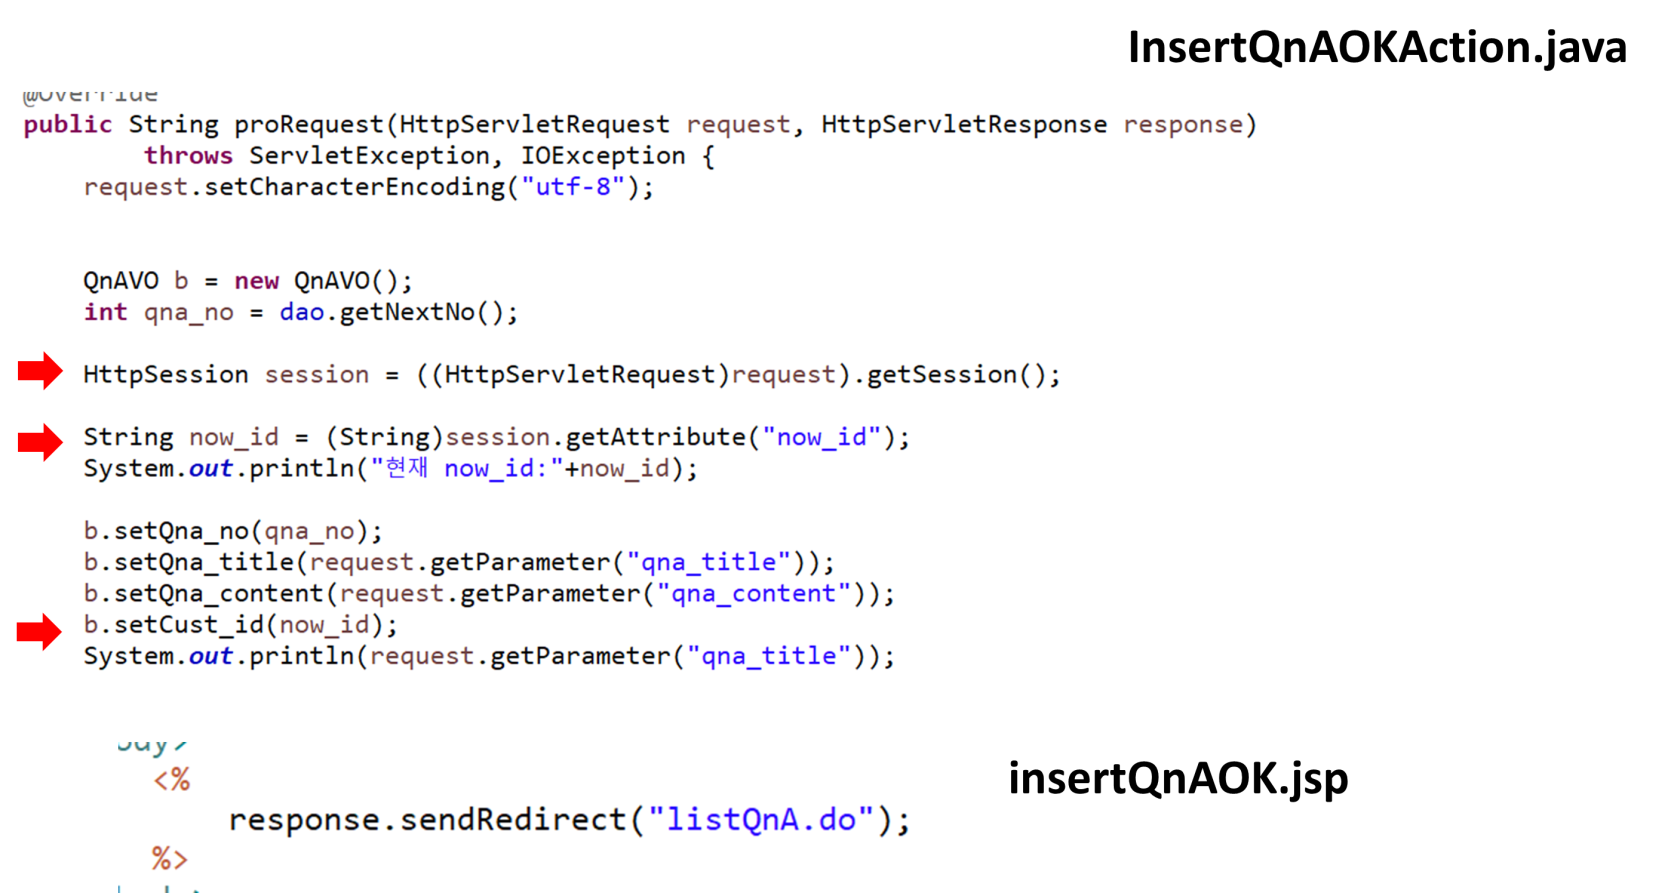 InsertQnAOKAction.java
@Override
public String proRequest(HttpServletRequest request, HttpServletResponse response)
throws ServletException, IOException {
request.setCharacterEncoding("utf-8");
QnAVO b = new QnAVO();
int qna_no = dao.getNextNo();
HttpSession session = ((HttpServletRequest)request).getSession();
String now_id = (String)session.getAttribute("now_id");
System.out.println("현재 now_id:"+now_id);
b.setQna_no(qna_no);
b.setQna_title(request.getParameter("qna_title"));
b.setQna_content(request.getParameter("qna_content"));
b.setCust_id(now_id);
System.out.println(request.getParameter("qna_title"));
insertQnAOK.jsp
<%
response.sendRedirect("listQnA.do");
%>